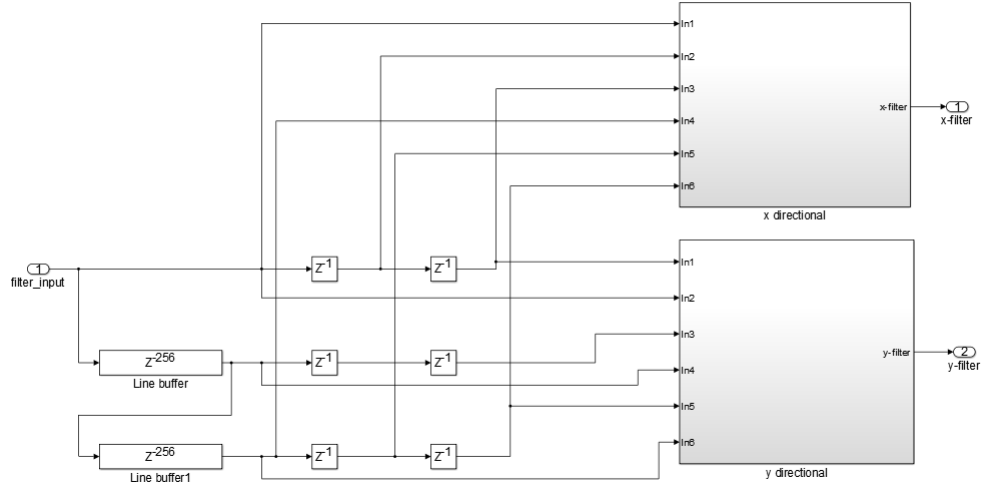 In1
In2
In3
In4
In5
In6
x-filter
1
x-filter
x directional
1
filter_input
Z-1
Z-1
In1
In2
In3
In4
In5
In6
y-filter
2
y-filter
y directional
Z-256
Line buffer
Z-1
Z-1
Z-256
Line buffer1
Z-1
Z-1